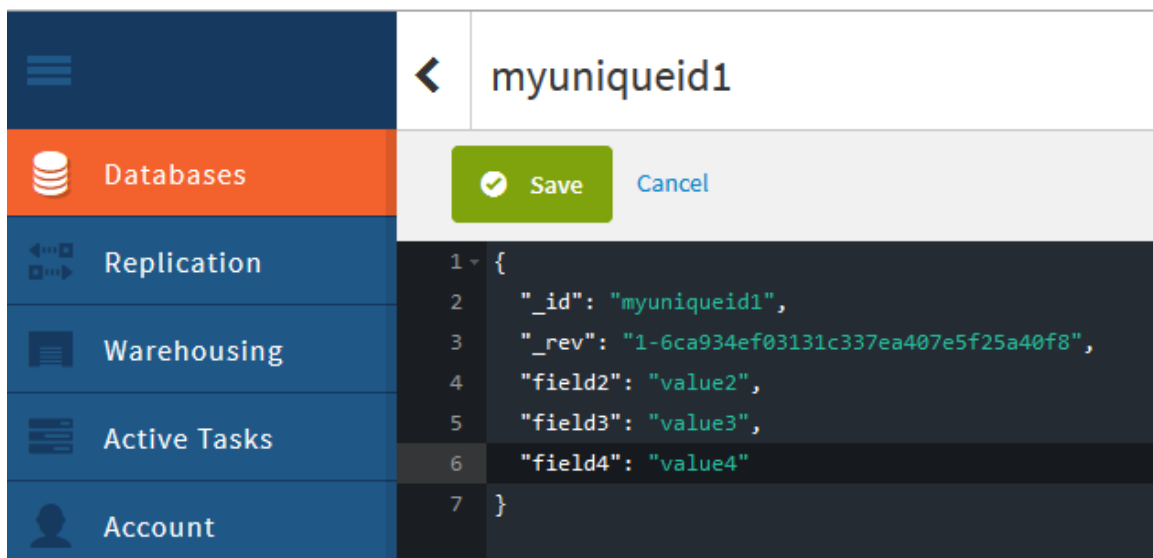 myuniqueid1
Databases
Save Cancel
Replication
Warehousing
Active Tasks
Account
1 {
2 "_id": "myuniqueid1",
3 "_rev": "1-6ca934ef03131c337ea407e5f25a40f8",
4 "field2": "value2",
5 "field3": "value3",
6 "field4": "value4"
7 }